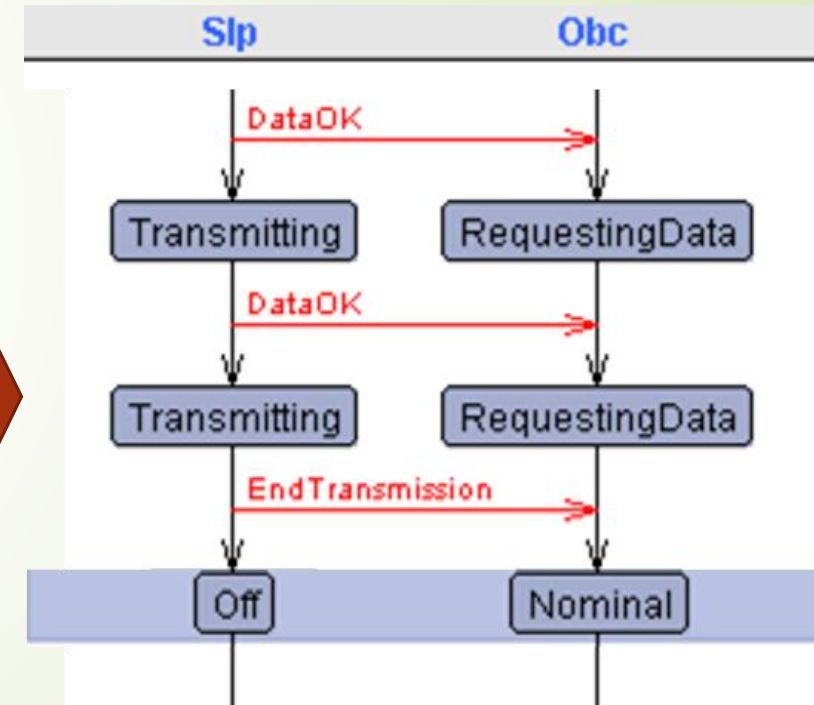 Slp Obc
DataOK
Transmitting RequestingData
DataOK
Transmitting RequestingData
EndTransmission
Off Nominal